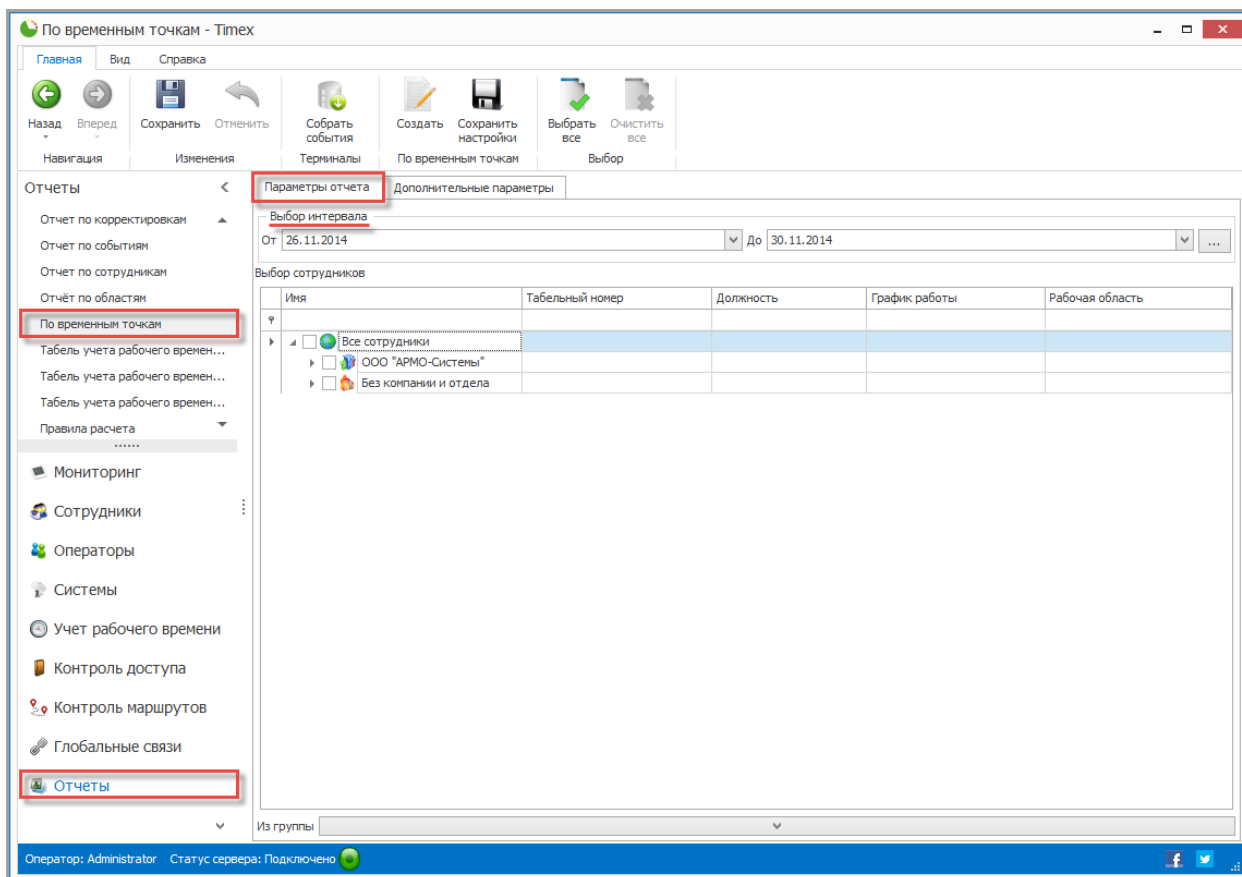 По временным точкам - Timex
Главная Вид Справка
Назад Вперед Сохранить Отменить Собрать события Создать Сохранить настройки Выбрать все Очистить все
Навигация Изменения Терминалы По временным точкам Выбор
Отчеты
Параметры отчета Дополнительные параметры
Отчет по корректировкам
Отчет по событиям
Отчет по сотрудникам
Отчёт по областям
По временным точкам
Табель учета рабочего времен...
Табель учета рабочего времен...
Табель учета рабочего времен...
Правила расчета
Мониторинг
Сотрудники
Операторы
Системы
Учет рабочего времени
Контроль доступа
Контроль маршрутов
Глобальные связи
Отчеты
Выбор интервала
От 26.11.2014 До 30.11.2014 ...
Выбор сотрудников
Имя Табельный номер Должность График работы Рабочая область
Все сотрудники
ООО "АРМО-Системы"
Без компании и отдела
Из группы
Оператор: Administrator Статус сервера: Подключено